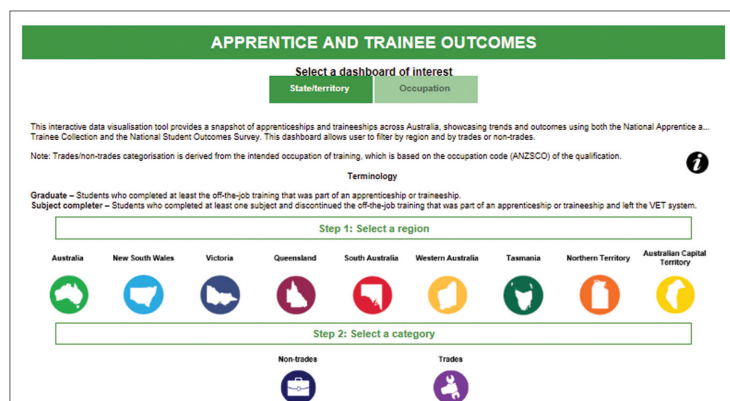 APPRENTICE AND TRAINEE OUTCOMES
Select a dashboard of interest
State/territory Occupation
This interactive data visualisation tool provides a snapshot of apprenticeships and traineeships across Australia, showcasing trends and outcomes using both the National Apprentice a...
Trainee Collection and the National Student Outcomes Survey. This dashboard allows user to filter by region and by trades or non-trades.
Note: Trades/non-trades categorisation is derived from the intended occupation of training, which is based on the occupation code (ANZSCO) of the qualification.
i
Terminology
Graduate – Students who completed at least the off-the-job training that was part of an apprenticeship or traineeship.
Subject completer – Students who completed at least one subject and discontinued the off-the-job training that was part of an apprenticeship or traineeship and left the VET system.
Step 1: Select a region
Australia New South Wales Victoria Queensland South Australia Western Australia Tasmania Northern Territory Australian Capital
Territory
Step 2: Select a category
Non-trades Trades